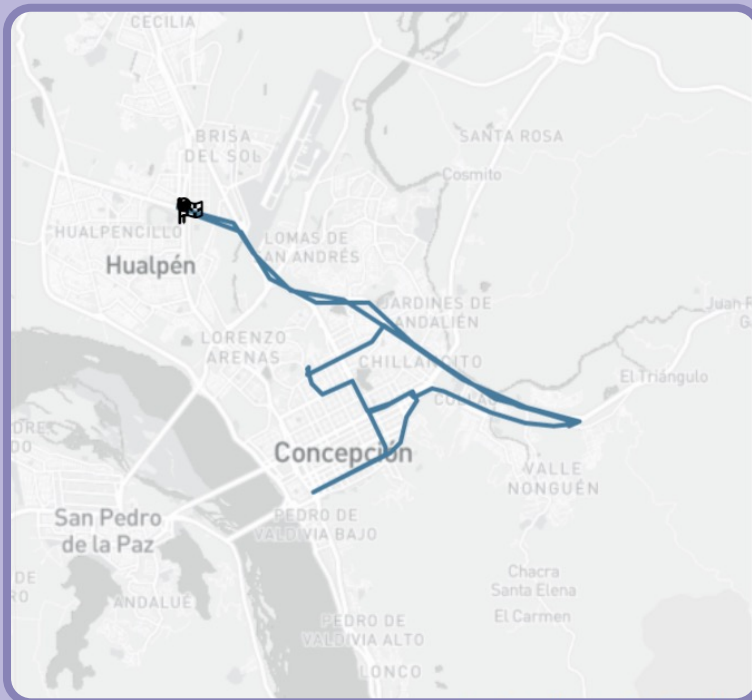 CECILIA
BRISA
DEL SOL
SANTA ROSA
Cosmito
HUALPENCILLO
Hualpén
LOMAS DE
SAN ANDRÉS
JARDINES DE
ANDALIÉN
LORENZO
ARENAS
CHILLANCITO
El Triángulo
Concepción
VALLE
NONGUÉN
San Pedro
de la Paz
PEDRO DE
VALDIVIA BAJO
ANDALUÉ
Chacra
Santa Elena
El Carmen
PEDRO DE
VALDIVIA ALTO
LONCO